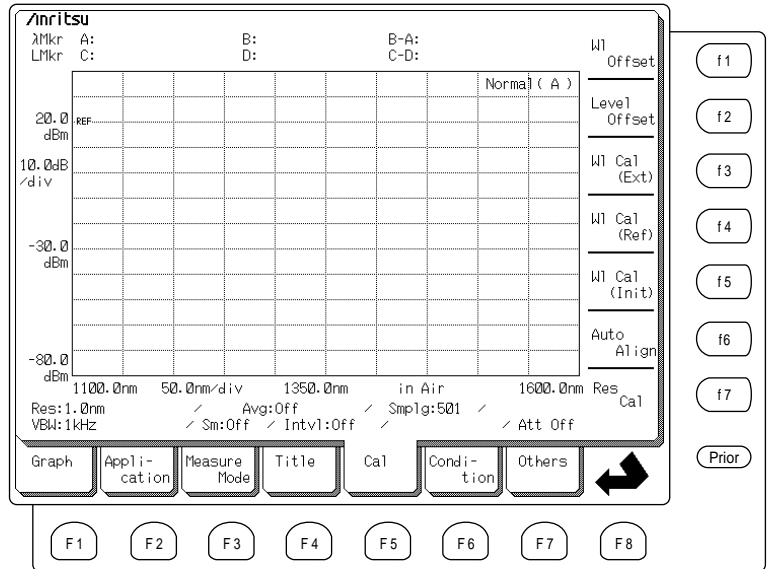 Anritsu
λMkr A: B: B-A:
LMkr C: D: C-D:
Wl
Offset
f1
Normal( A )
Level
Offset
f2
20.0
REF
dBm
10.0dB
/div
Wl Cal
(Ext)
f3
Wl Cal
(Ref)
f4
-30.0
dBm
Wl Cal
(Init)
f5
Auto
Align
f6
-80.0
dBm
1100.0nm 50.0nm/div 1350.0nm in Air 1600.0nm
Res
Cal
f7
Res:1.0nm / Avg:Off / Smplg:501 /
VBW:1kHz / Sm:Off / Intvl:Off / / Att Off
Graph
Appli-
cation
Measure
Mode
Title
Cal
Condi-
tion
Others
Prior
F1 F2 F3 F4 F5 F6 F7 F8